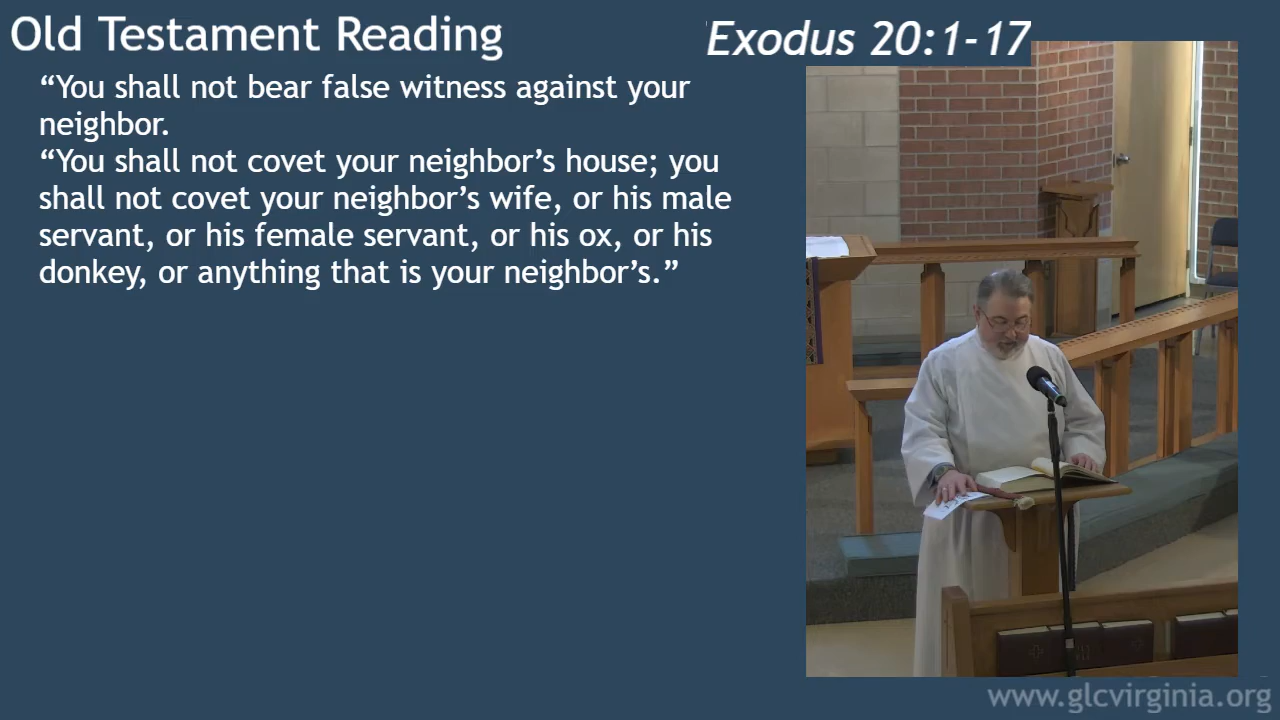 Old Testament Reading
Exodus 20:1-17
“You shall not bear false witness against your
neighbor.
“You shall not covet your neighbor’s house; you
shall not covet your neighbor’s wife, or his male
servant, or his female servant, or his ox, or his
donkey, or anything that is your neighbor’s.”
www.glcvirginia.org